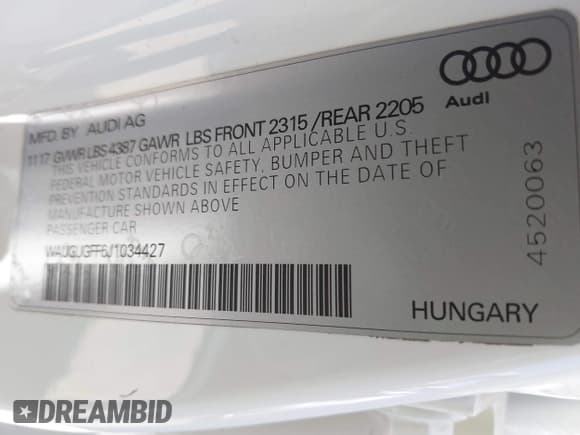 MFD. BY AUDI AG
11 17 GVWR LBS 4387 GAWR LBS FRONT 2315 /REAR 2205
THIS VEHICLE CONFORMS TO ALL APPLICABLE U.S.
FEDERAL MOTOR VEHICLE SAFETY, BUMPER AND THEFT
PREVENTION STANDARDS IN EFFECT ON THE DATE OF
MANUFACTURE SHOWN ABOVE
PASSENGER CAR
WAUGUGFF6J1034427
Audi
4520063
HUNGARY
DREAMBID